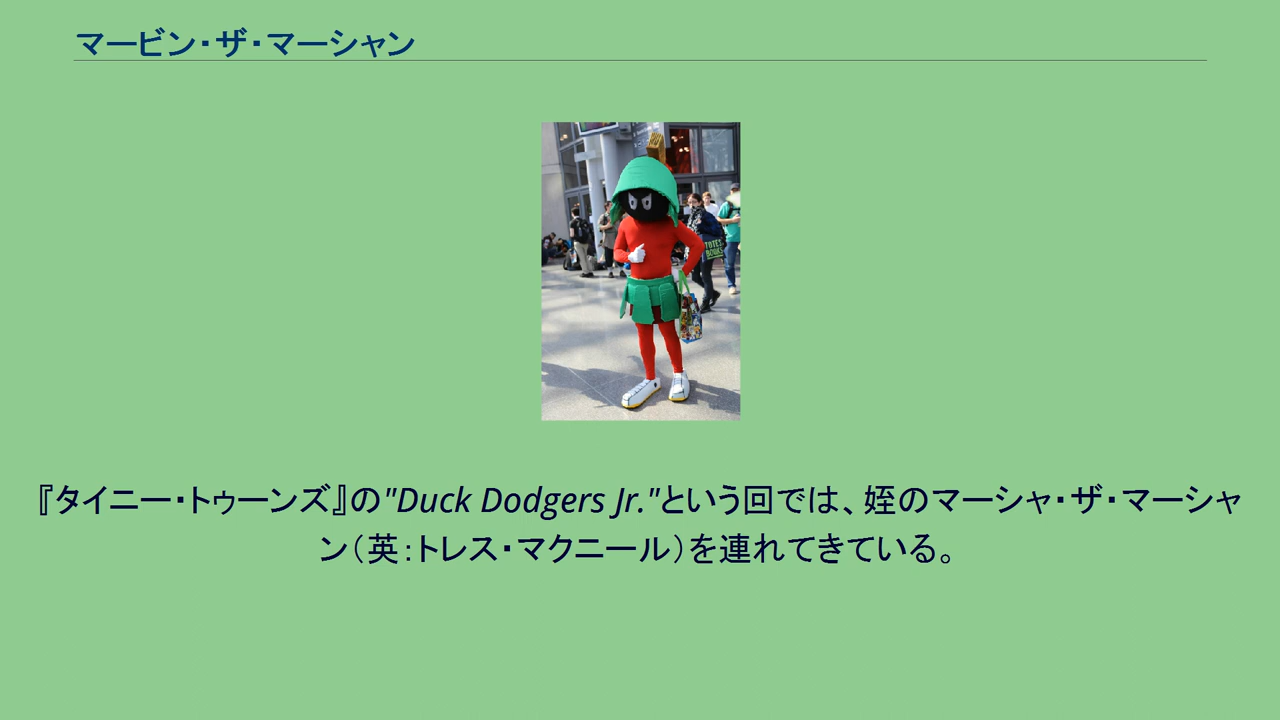 マービン・ザ・マーシャン
『タイニー・トゥーンズ』の"Duck Dodgers Jr."という回では、姪のマーシャ・ザ・マーシャ
ン（英：トレス・マクニール）を連れてきている。